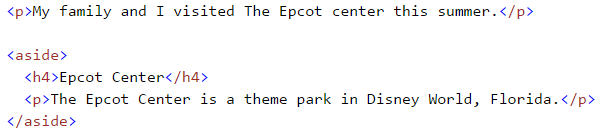 <p>My family and I visited The Epcot center this summer.</p>
<aside>
<h4>Epcot Center</h4>
<p>The Epcot Center is a theme park in Disney World, Florida.</p>
</aside>